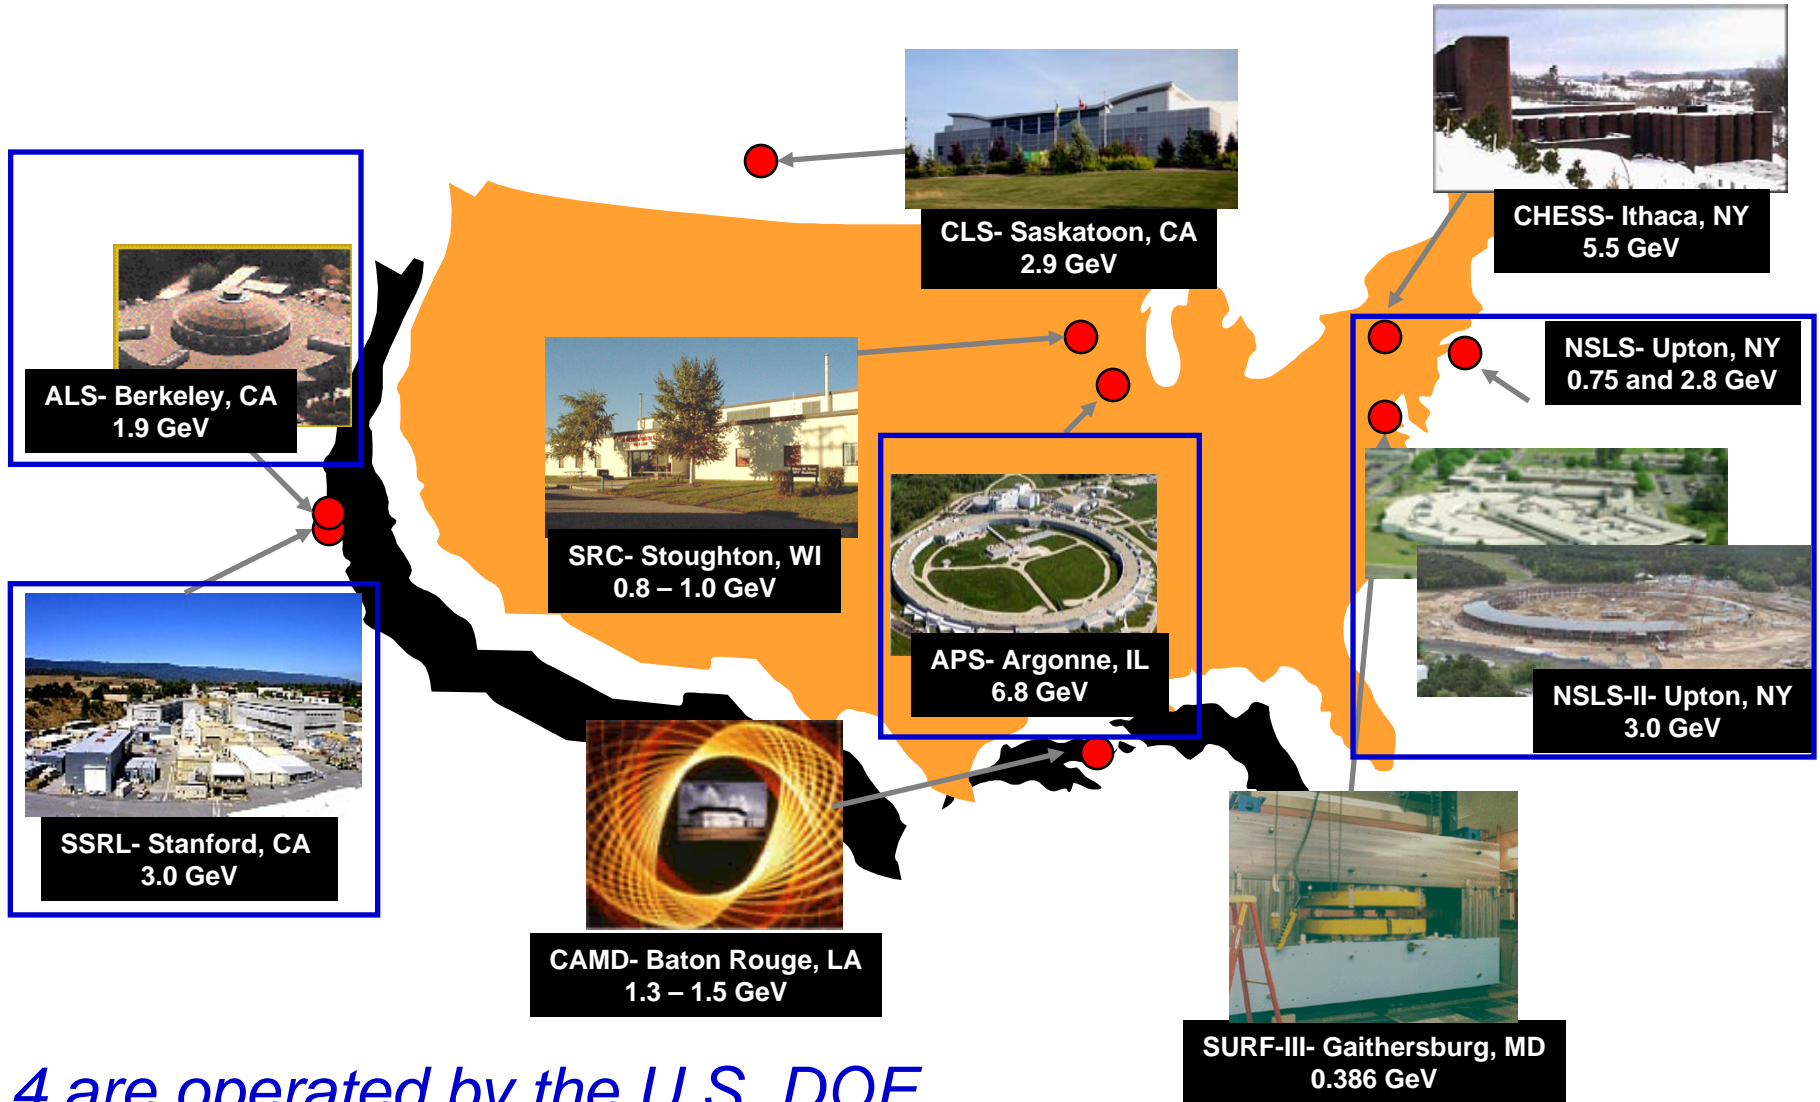 CLS- Saskatoon, CA
2.9 GeV
CHESS- Ithaca, NY
5.5 GeV
ALS- Berkeley, CA
1.9 GeV
NSLS- Upton, NY
0.75 and 2.8 GeV
SRC- Stoughton, WI
0.8 – 1.0 GeV
APS- Argonne, IL
6.8 GeV
NSLS-II- Upton, NY
3.0 GeV
SSRL- Stanford, CA
3.0 GeV
CAMD- Baton Rouge, LA
1.3 – 1.5 GeV
SURF-III- Gaithersburg, MD
0.386 GeV
4 are operated by the U.S. DOE